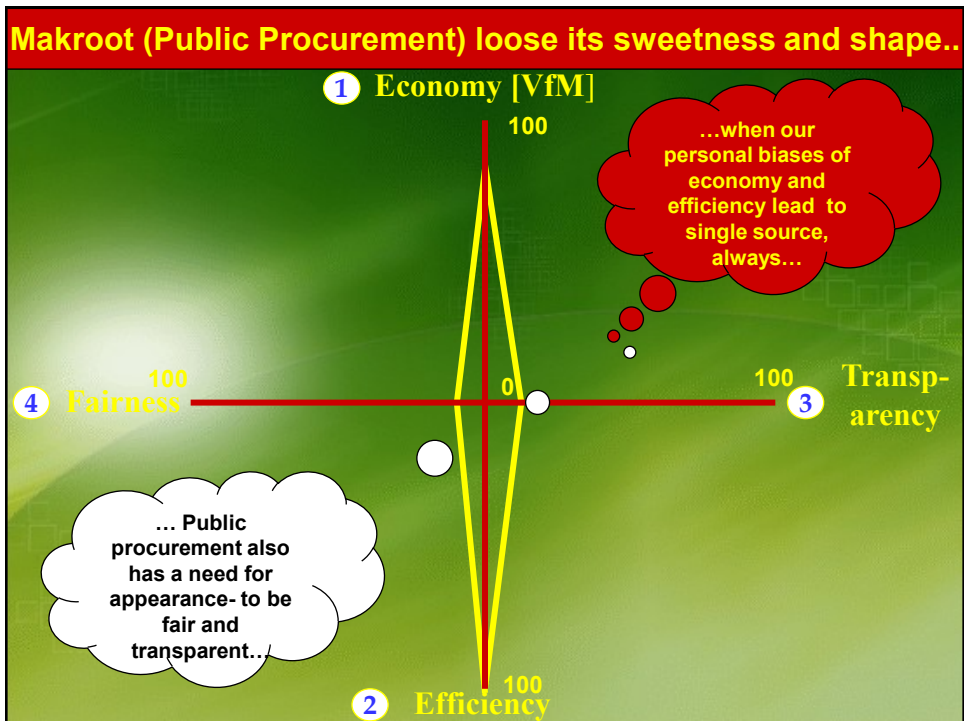 Makroot (Public Procurement) loose its sweetness and shape..
1 Economy [VfM]
100
…when our
personal biases of
economy and
efficiency lead to
single source,
always…
100
4 Fairness
0
100
3 Transp-
arency
… Public
procurement also
has a need for
appearance- to be
fair and
transparent…
100
2 Efficiency